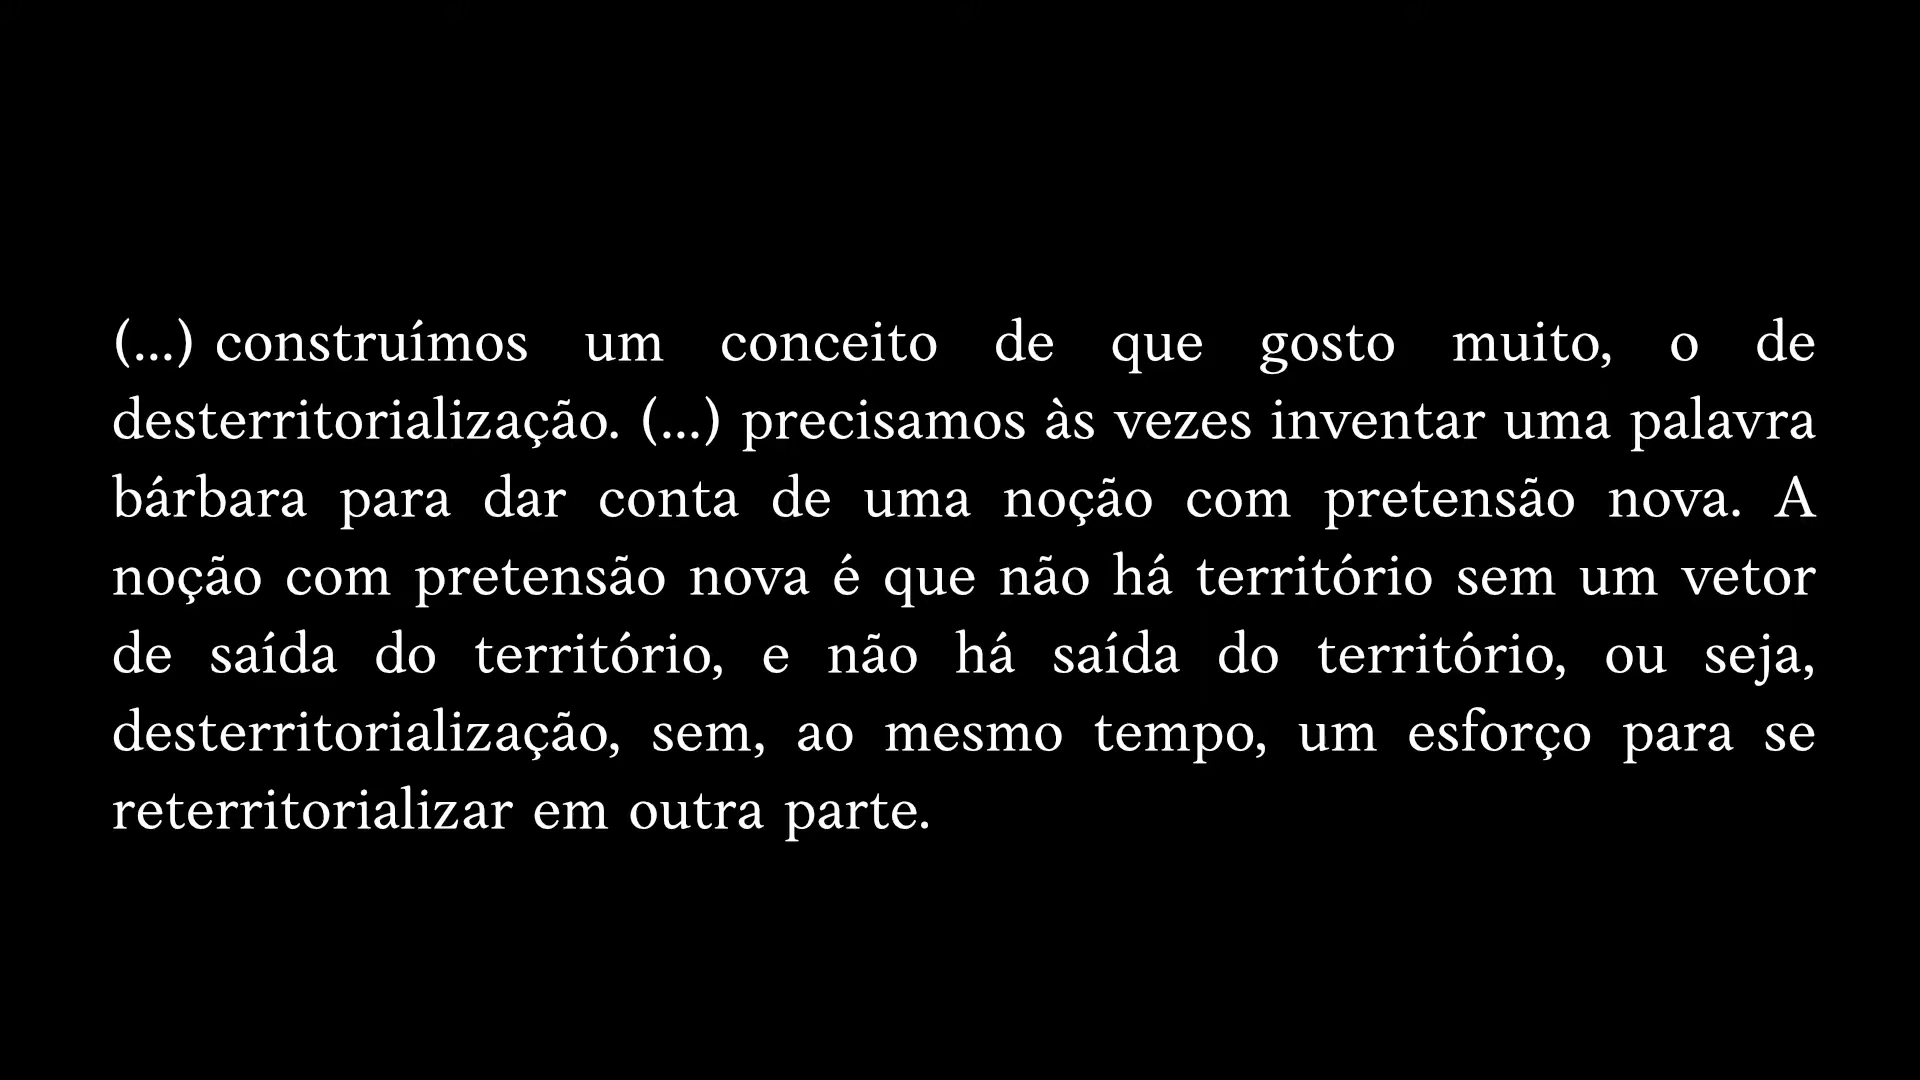 (...) construímos um conceito de que gosto muito, o de
desterritorialização. (...) precisamos às vezes inventar uma palavra
bárbara para dar conta de uma noção com pretensão nova. A
noção com pretensão nova é que não há território sem um vetor
de saída do território, e não há saída do território, ou seja,
desterritorialização, sem, ao mesmo tempo, um esforço para se
reterritorializar em outra parte.